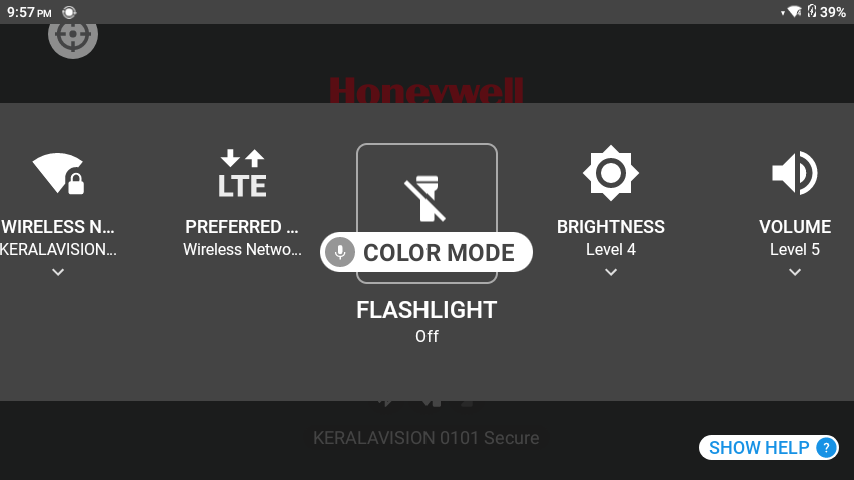 9:57 PM
39%
Honeywell
LTE
WIRELESS N...
KERALAVISION...
PREFERRED ...
Wireless Netwo...
COLOR MODE
FLASHLIGHT
Off
BRIGHTNESS
Level 4
VOLUME
Level 5
KERALAVISION 0101 Secure
SHOW HELP ?